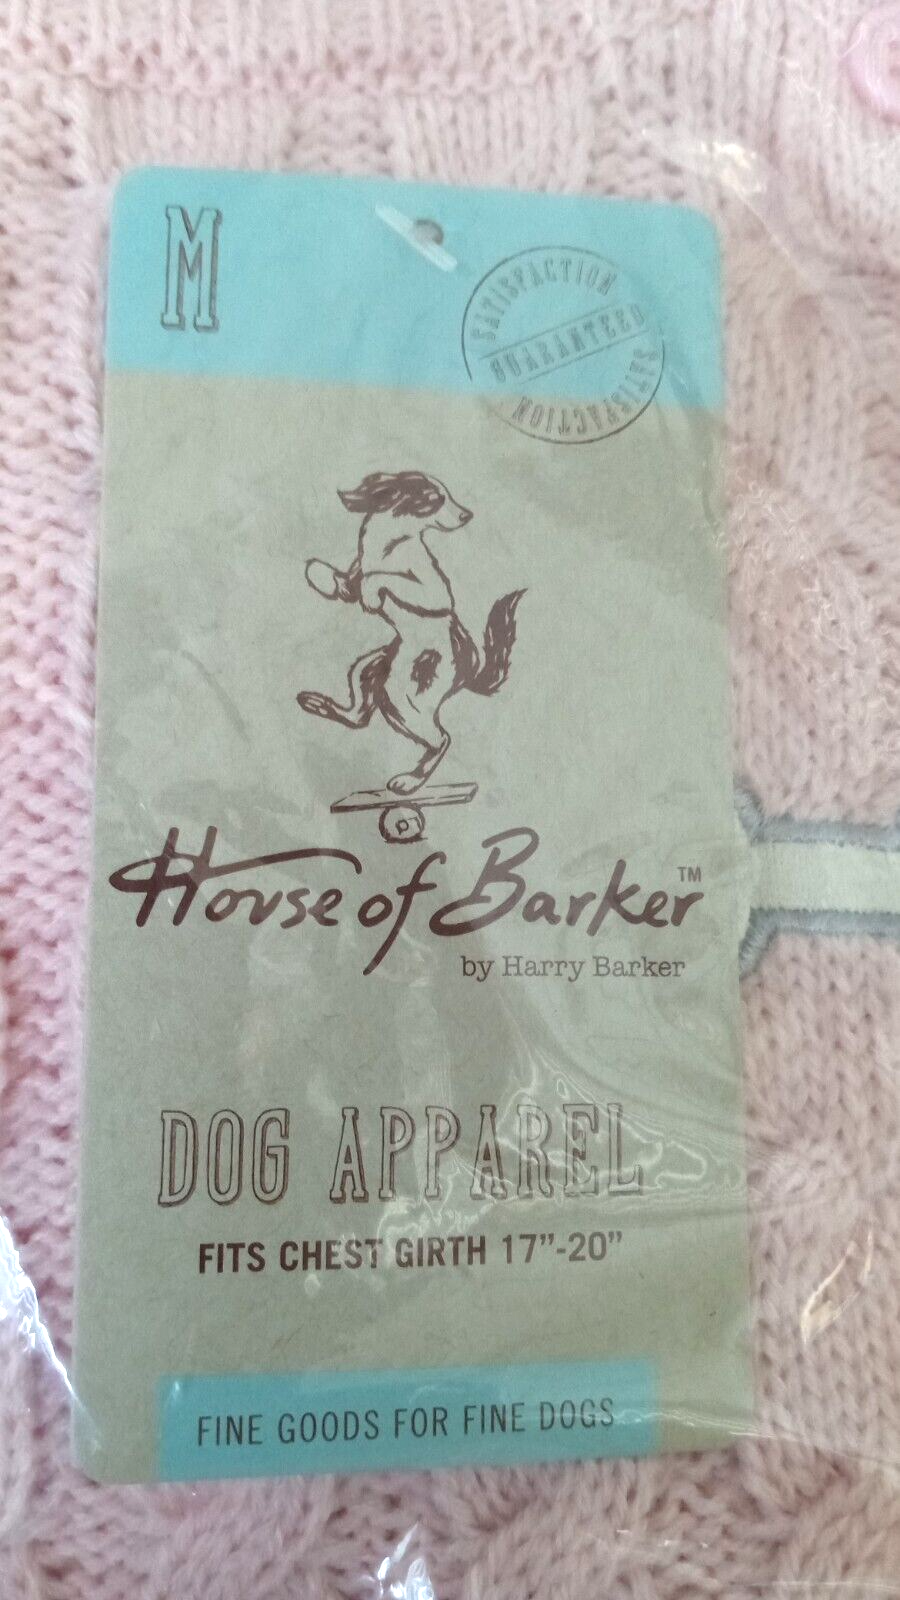 M
SATISFACTION
GUARANTEED
SATISFACTION
House of Barker™
by Harry Barker
DOG APPAREL
FITS CHEST GIRTH 17”-20”
FINE GOODS FOR FINE DOGS